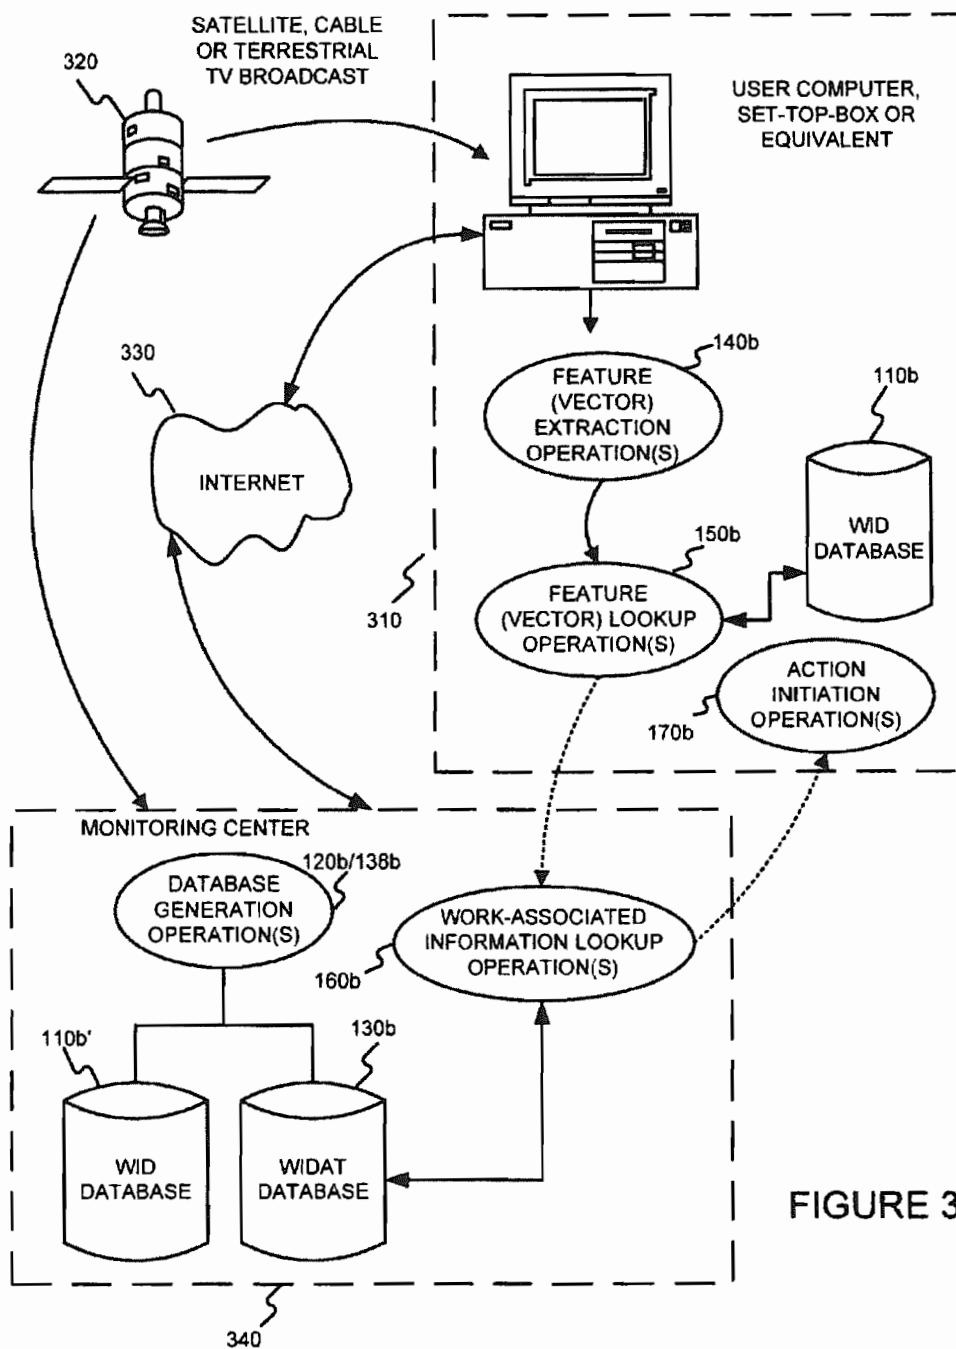 SATELLITE, CABLE
OR TERRESTRIAL
TV BROADCAST
320
USER COMPUTER,
SET-TOP-BOX OR
EQUIVALENT
330
INTERNET
140b
FEATURE
(VECTOR)
EXTRACTION
OPERATION(S)
110b
WID
DATABASE
150b
FEATURE
(VECTOR) LOOKUP
OPERATION(S)
310
ACTION
INITIATION
OPERATION(S)
170b
MONITORING CENTER
120b/138b
DATABASE
GENERATION
OPERATION(S)
WORK-ASSOCIATED
INFORMATION LOOKUP
OPERATION(S)
160b
110b'
130b
WID
DATABASE
WIDAT
DATABASE
FIGURE 3
340